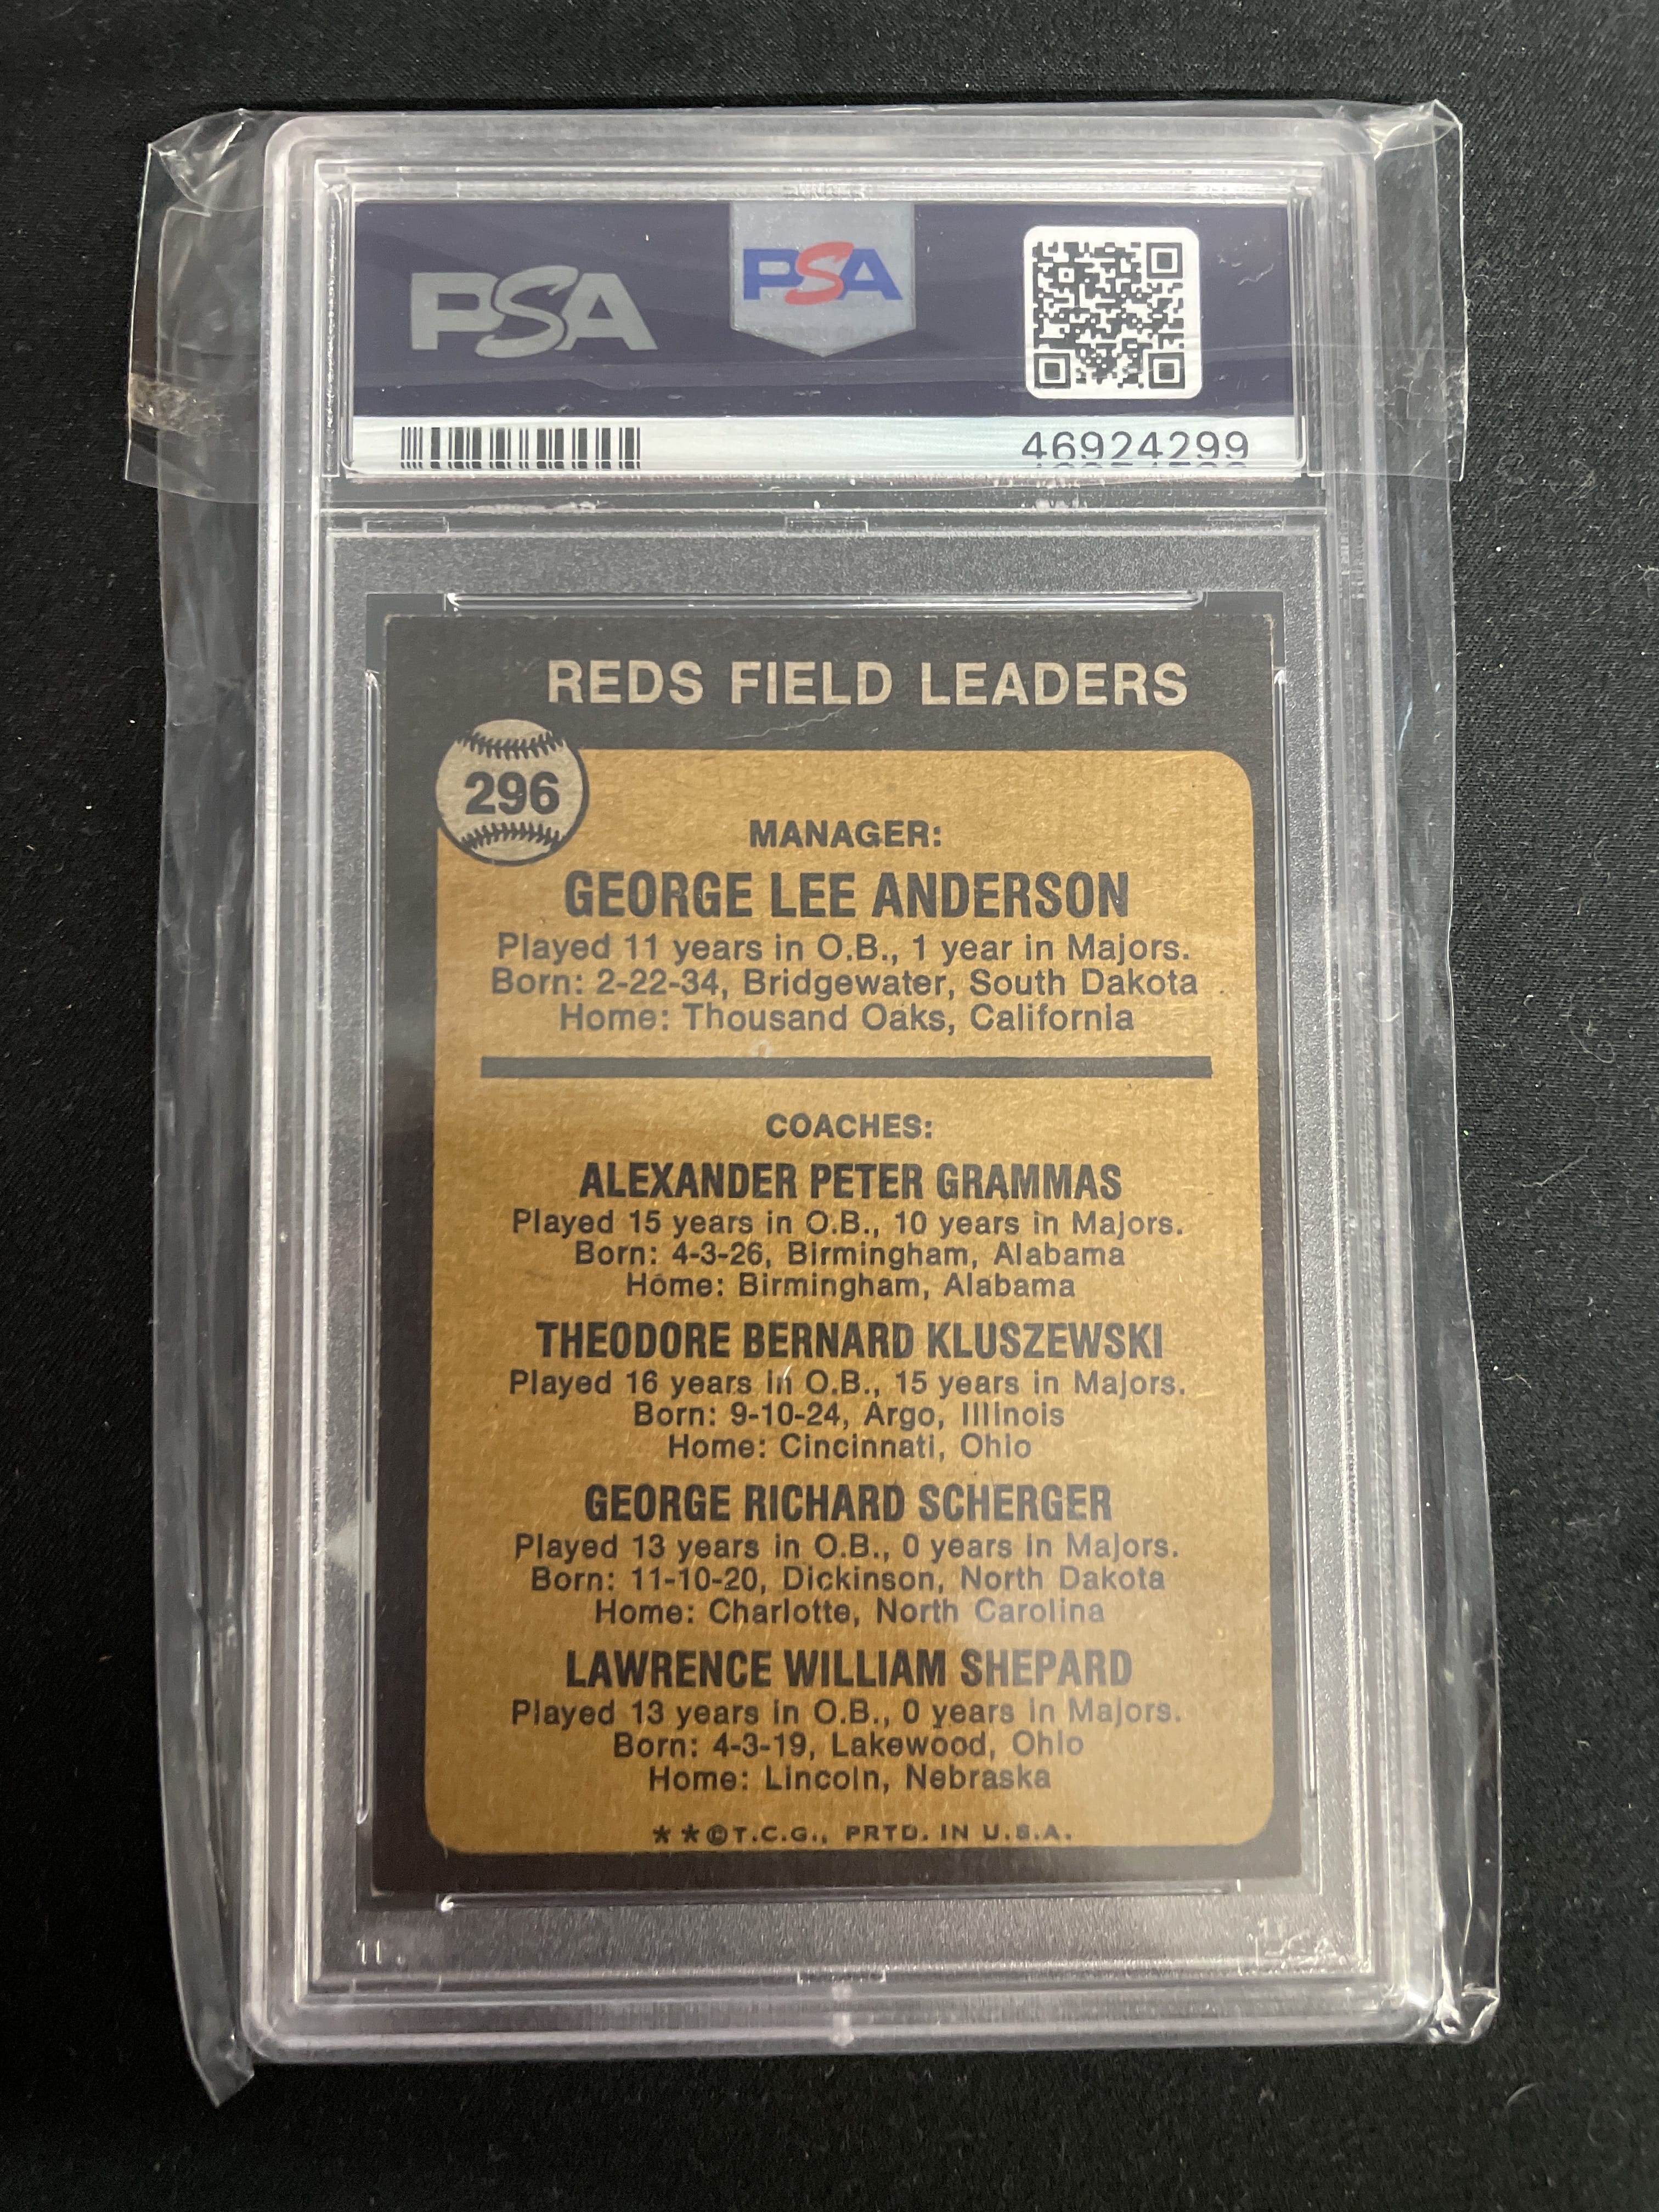 PSA
PSA
46924299
REDS FIELD LEADERS
296
MANAGER:
GEORGE LEE ANDERSON
Played 11 years in O.B., 1 year in Majors.
Born: 2-22-34, Bridgewater, South Dakota
Home: Thousand Oaks, California
COACHES:
ALEXANDER PETER GRAMMAS
Played 15 years in O.B., 10 years in Majors.
Born: 4-3-26, Birmingham, Alabama
Home: Birmingham, Alabama
THEODORE BERNARD KLUSZEWSKI
Played 16 years in O.B., 15 years in Majors.
Born: 9-10-24, Argo, Illinois
Home: Cincinnati, Ohio
GEORGE RICHARD SCHERGER
Played 13 years in O.B., 0 years in Majors.
Born: 11-10-20, Dickinson, North Dakota
Home: Charlotte, North Carolina
LAWRENCE WILLIAM SHEPARD
Played 13 years in O.B., 0 years in Majors.
Born: 4-3-19, Lakewood, Ohio
Home: Lincoln, Nebraska
**©T.C.G., PRTD. IN U.S.A.